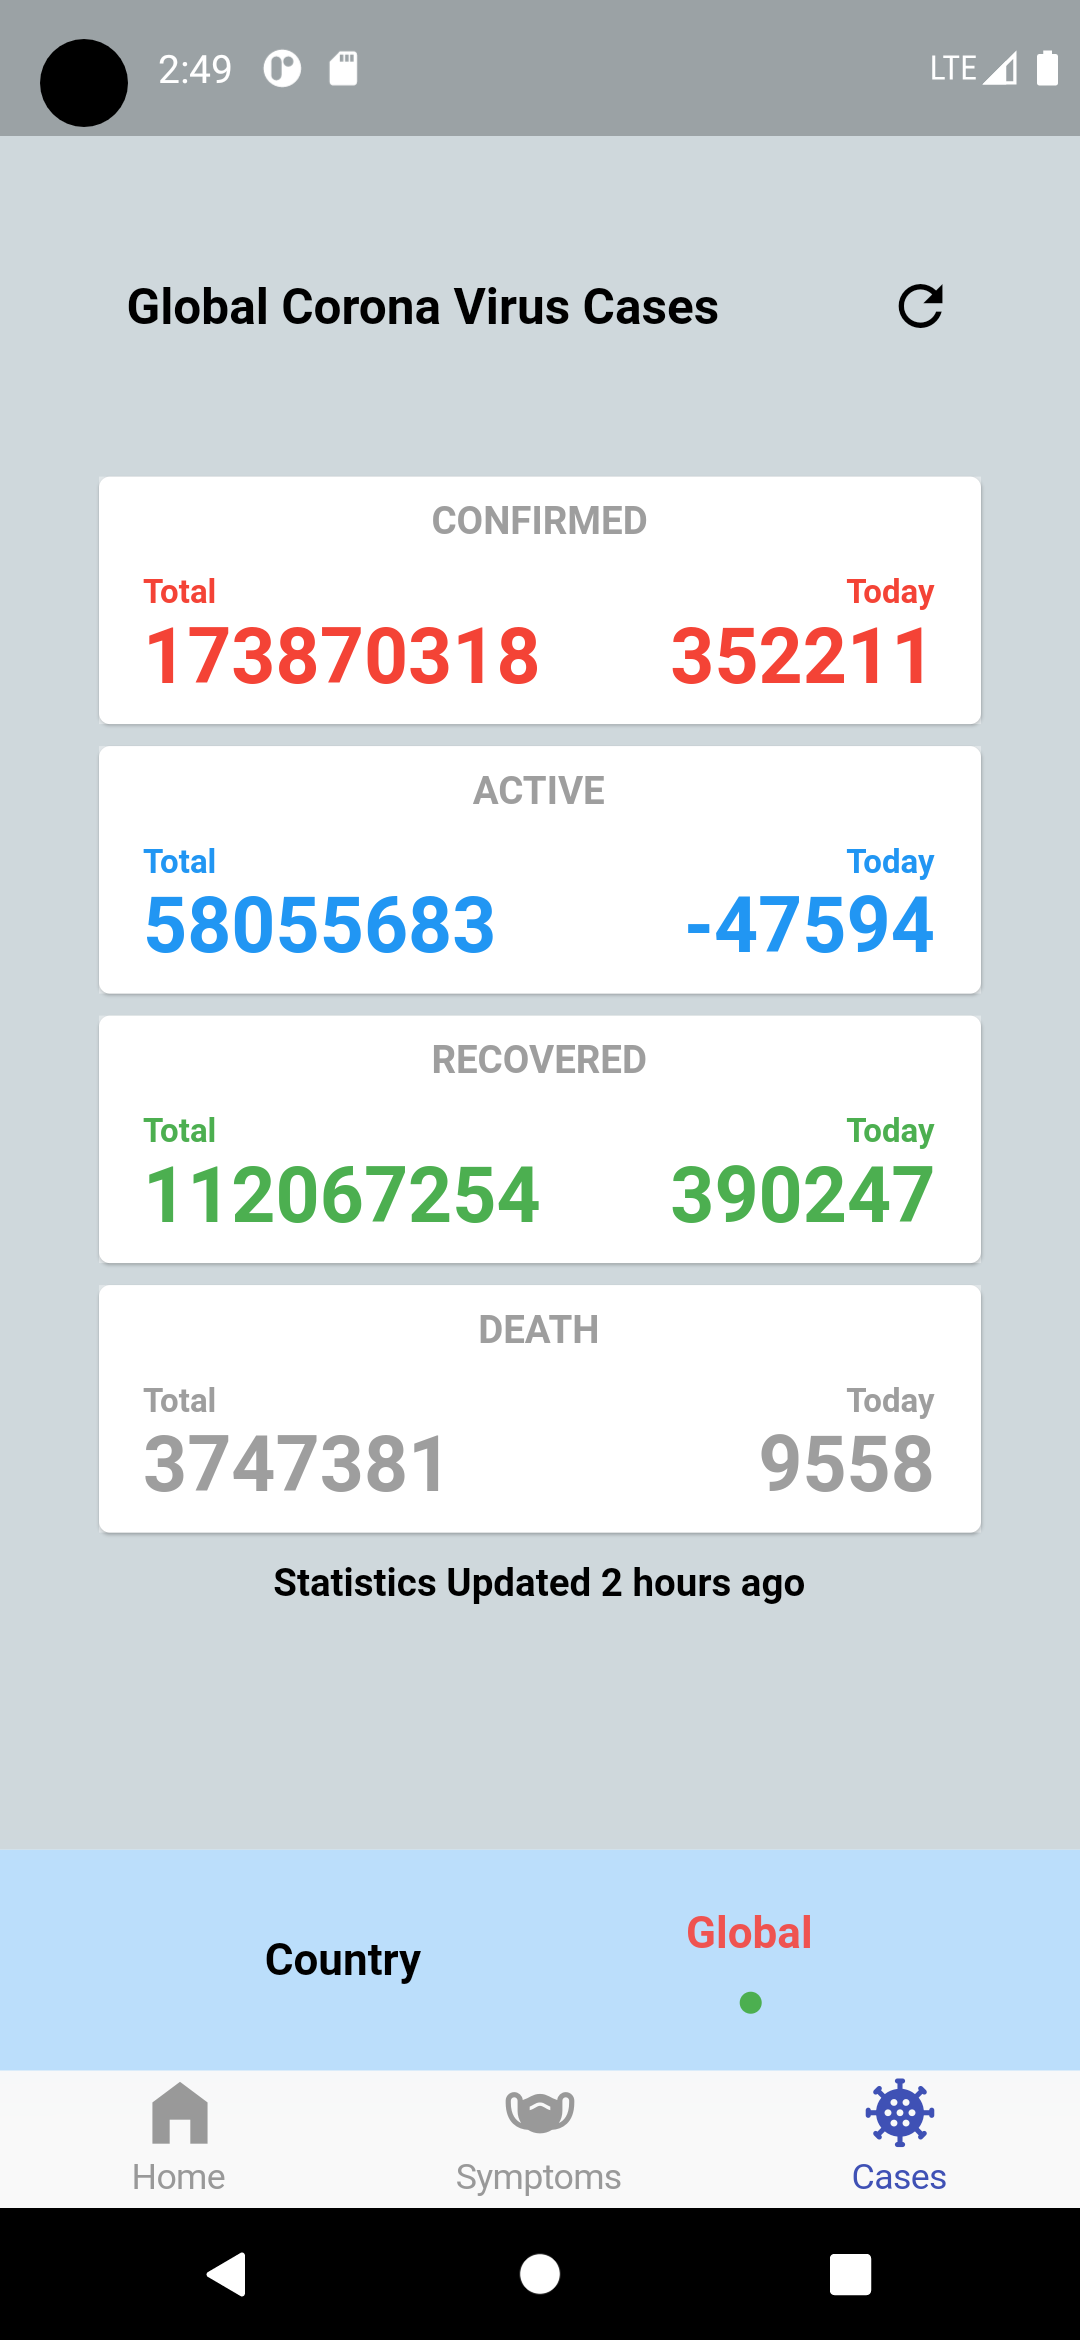 2:49 LTE
Global Corona Virus Cases
CONFIRMED
Total Today
173870318 352211
ACTIVE
Total Today
58055683 -47594
RECOVERED
Total Today
112067254 390247
DEATH
Total Today
3747381 9558
Statistics Updated 2 hours ago
Country Global
Home Symptoms Cases